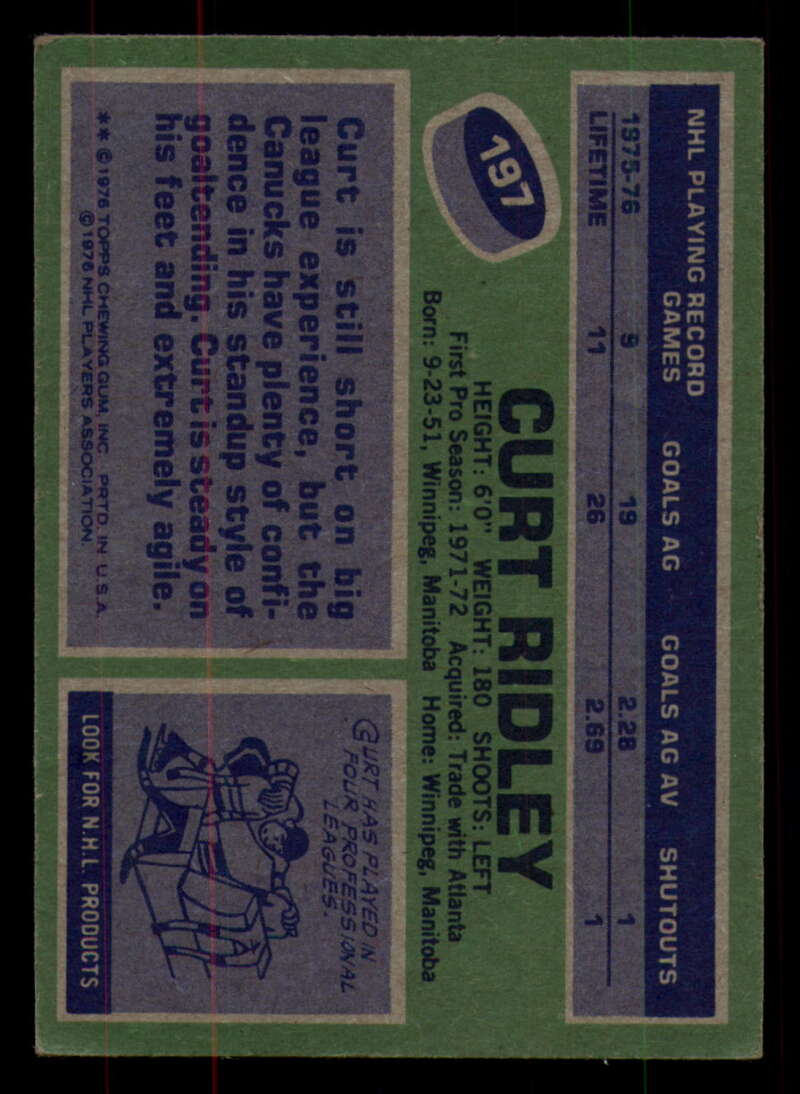 NHL PLAYING RECORD
GAMES GOALS AG GOALS AG AV SHUTOUTS
1975-76 9 19 2.28 1
LIFETIME 11 26 2.69 1
197
CURT RIDLEY
HEIGHT: 6'0" WEIGHT: 180 SHOOTS: LEFT
First Pro Season: 1971-72 Acquired: Trade with Atlanta
Born: 9-23-51, Winnipeg, Manitoba Home: Winnipeg, Manitoba
Curt is still short on big
league experience, but the
Canucks have plenty of confi-
dence in his standup style of
goaltending. Curt is steady on
his feet and extremely agile.
** ©1976 TOPPS CHEWING GUM, INC. PRTD. IN U.S.A.
©1976 NHL PLAYERS ASSOCIATION.
CURT HAS PLAYED IN
FOUR PROFESSIONAL
LEAGUES.
LOOK FOR N.H.L. PRODUCTS